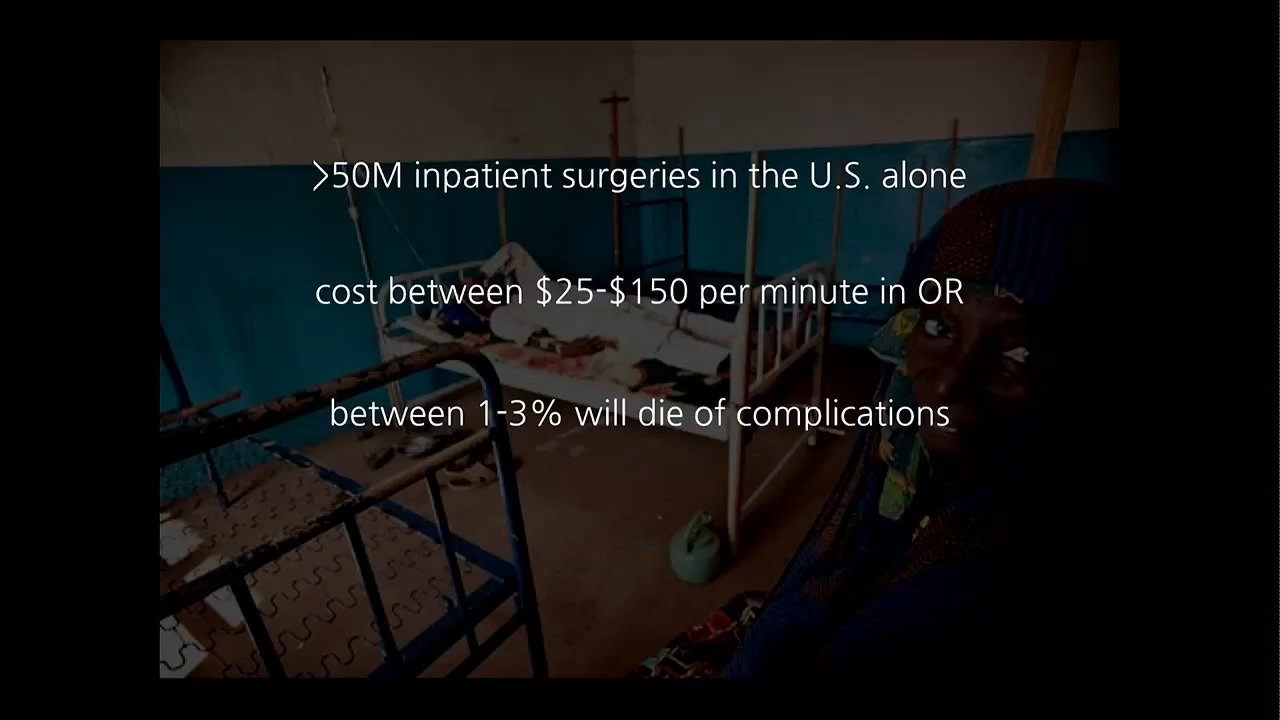 >50M inpatient surgeries in the U.S. alone
cost between $25-$150 per minute in OR
between 1-3% will die of complications